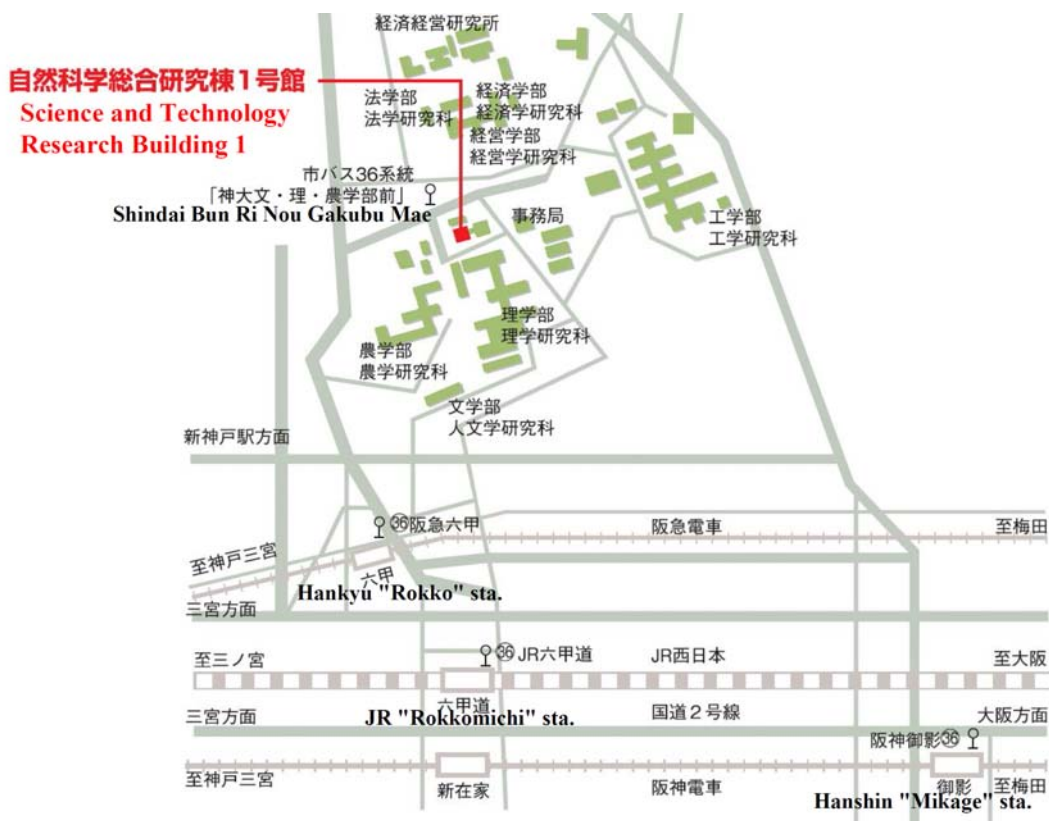 経済経営研究所
自然科学総合研究棟1号館
Science and Technology
Research Building 1
法学部
法学研究科
経済学部
経済学研究科
経営学部
経営学研究科
市バス36系統
「神大文・理・農学部前」
Shindai Bun Ri Nou Gakubu Mae
事務局
工学部
工学研究科
理学部
理学研究科
農学部
農学研究科
文学部
人文学研究科
新神戸駅方面
㊱阪急六甲
阪急電車
至梅田
至神戸三宮
六甲
Hankyu "Rokko" sta.
三宮方面
㊱JR六甲道
至三ノ宮
JR西日本
至大阪
六甲道
JR "Rokkomichi" sta.
三宮方面
国道2号線
大阪方面
阪神御影㊱
至神戸三宮
新在家
阪神電車
御影
至梅田
Hanshin "Mikage" sta.